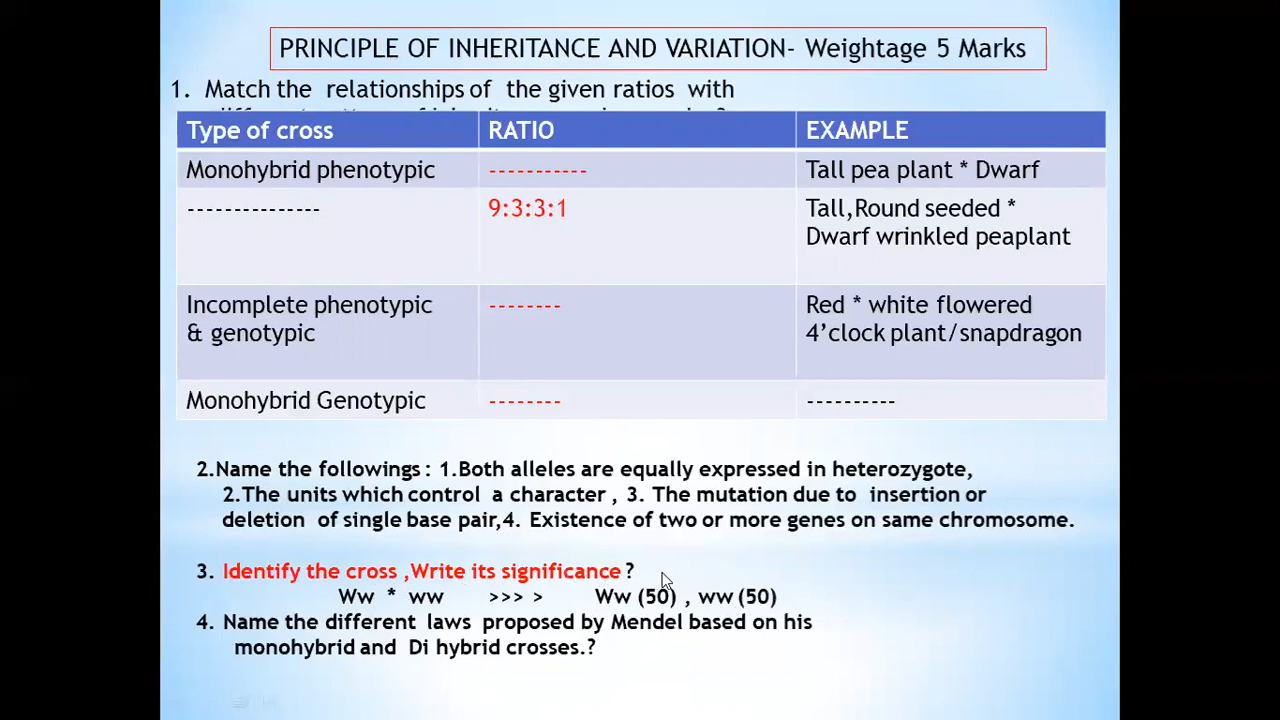 PRINCIPLE OF INHERITANCE AND VARIATION- Weightage 5 Marks
1. Match the relationships of the given ratios with
Type of cross RATIO EXAMPLE
Monohybrid phenotypic ----------- Tall pea plant * Dwarf
--------------- 9:3:3:1 Tall,Round seeded *
Dwarf wrinkled peaplant
Incomplete phenotypic -------- Red * white flowered
& genotypic 4’clock plant/snapdragon
Monohybrid Genotypic -------- ----------
2.Name the followings : 1.Both alleles are equally expressed in heterozygote,
2.The units which control a character , 3. The mutation due to insertion or
deletion of single base pair,4. Existence of two or more genes on same chromosome.
3. Identify the cross ,Write its significance ?
Ww * ww >>> > Ww (50) , ww (50)
4. Name the different laws proposed by Mendel based on his
monohybrid and Di hybrid crosses.?